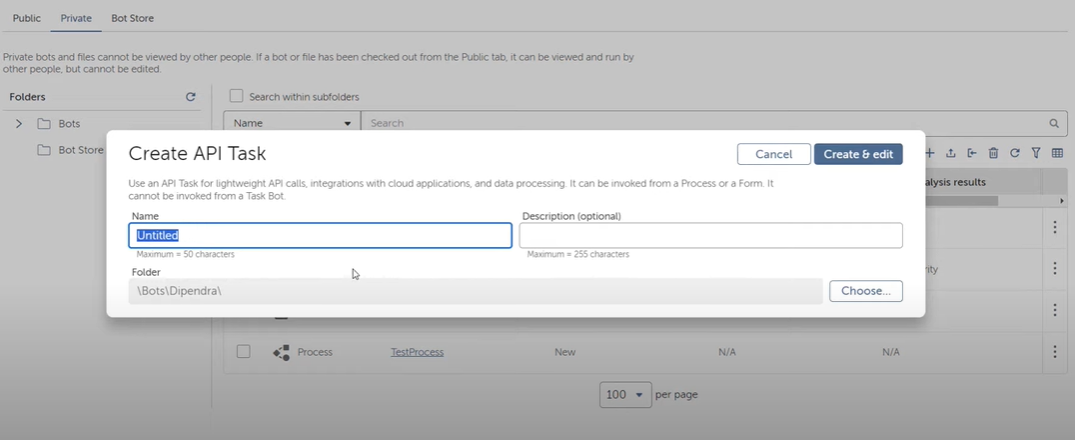 Public Private Bot Store
Private bots and files cannot be viewed by other people. If a bot or file has been checked out from the Public tab, it can be viewed and run by
other people, but cannot be edited.
Folders
Search within subfolders
Bots
Name Search
Bot Store
Create API Task
Cancel Create & edit
Use an API Task for lightweight API calls, integrations with cloud applications, and data processing. It can be invoked from a Process or a Form. It
cannot be invoked from a Task Bot.
alysis results
Name Description (optional)
Untitled
Maximum = 50 characters Maximum = 255 characters
Folder
ity
\Bots\Dipendra\ Choose...
Process TestProcess New N/A N/A
100 per page